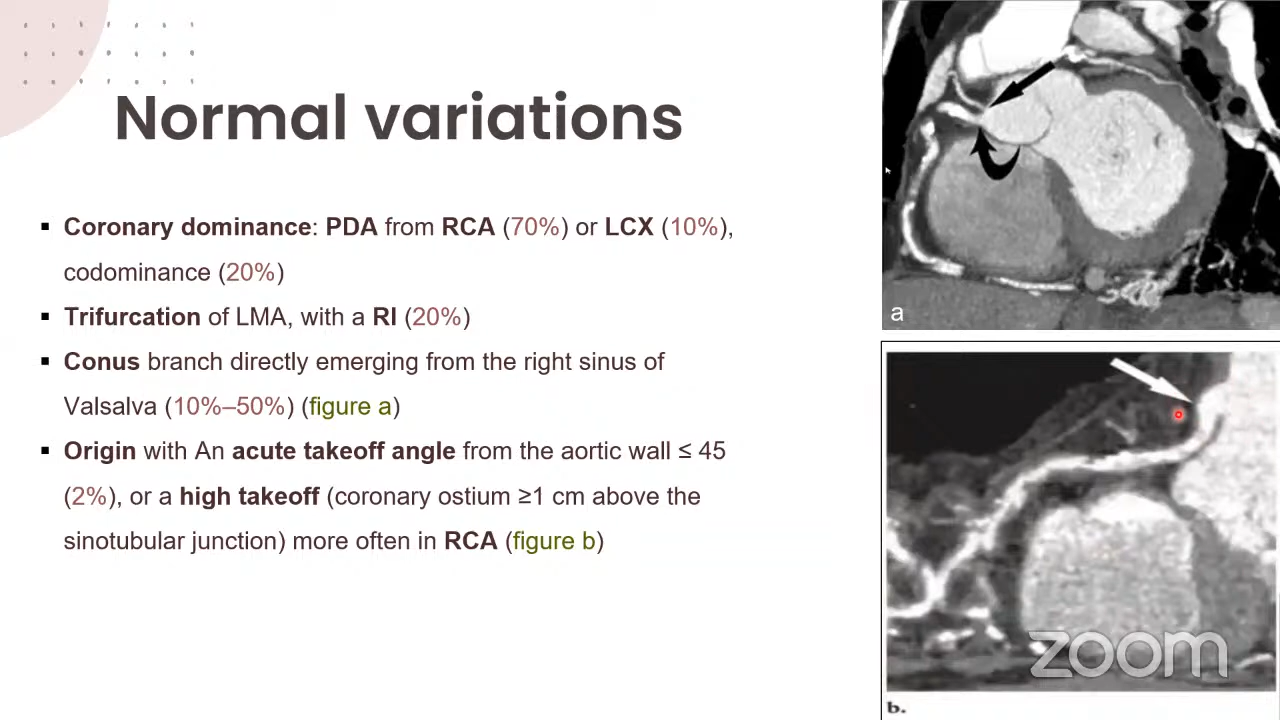 Normal variations
▪ Coronary dominance: PDA from RCA (70%) or LCX (10%),
codominance (20%)
▪ Trifurcation of LMA, with a RI (20%)
▪ Conus branch directly emerging from the right sinus of
Valsalva (10%–50%) (figure a)
▪ Origin with An acute takeoff angle from the aortic wall ≤ 45
(2%), or a high takeoff (coronary ostium ≥1 cm above the
sinotubular junction) more often in RCA (figure b)
a
zoom
b.